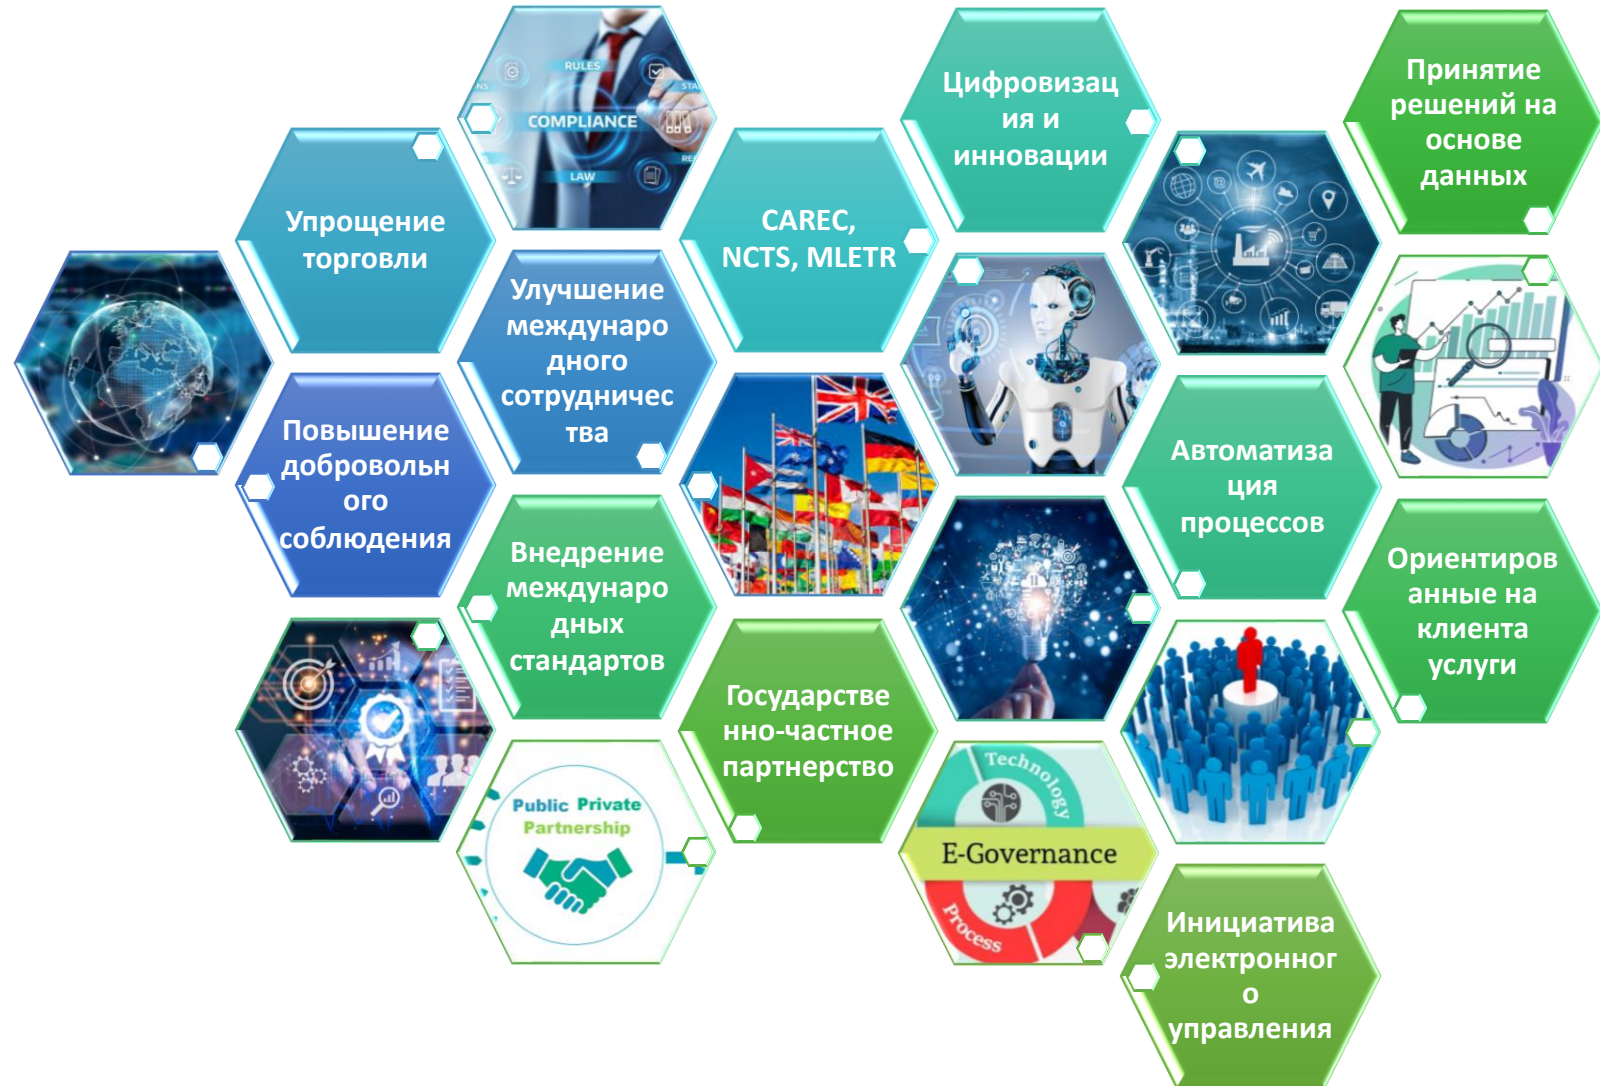 RULES
COMPLIANCE
LAW
Упрощение
торговли
Повышение
добровольн
ого
соблюдения
Улучшение
междунаро
дного
сотрудничес
тва
Внедрение
междунаро
дных
стандартов
Public Private
Partnership
CAREC,
NCTS, MLETR
Государстве
нно-частное
партнерство
Цифровизац
ия и
инновации
Technology
E-Governance
Process
Автоматиза
ция
процессов
Инициатива
электронног
о
управления
Принятие
решений на
основе
данных
Ориентиров
анные на
клиента
услуги